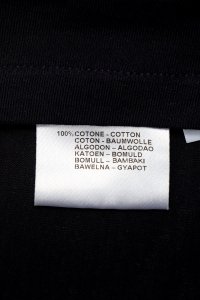 100% COTONE - COTTON
COTON - BAUMWOLLE
ALGODON - ALGODAO
KATOEN - BOMULD
BOMULL - BAMBAKI
BAWELNA - GYAPOT